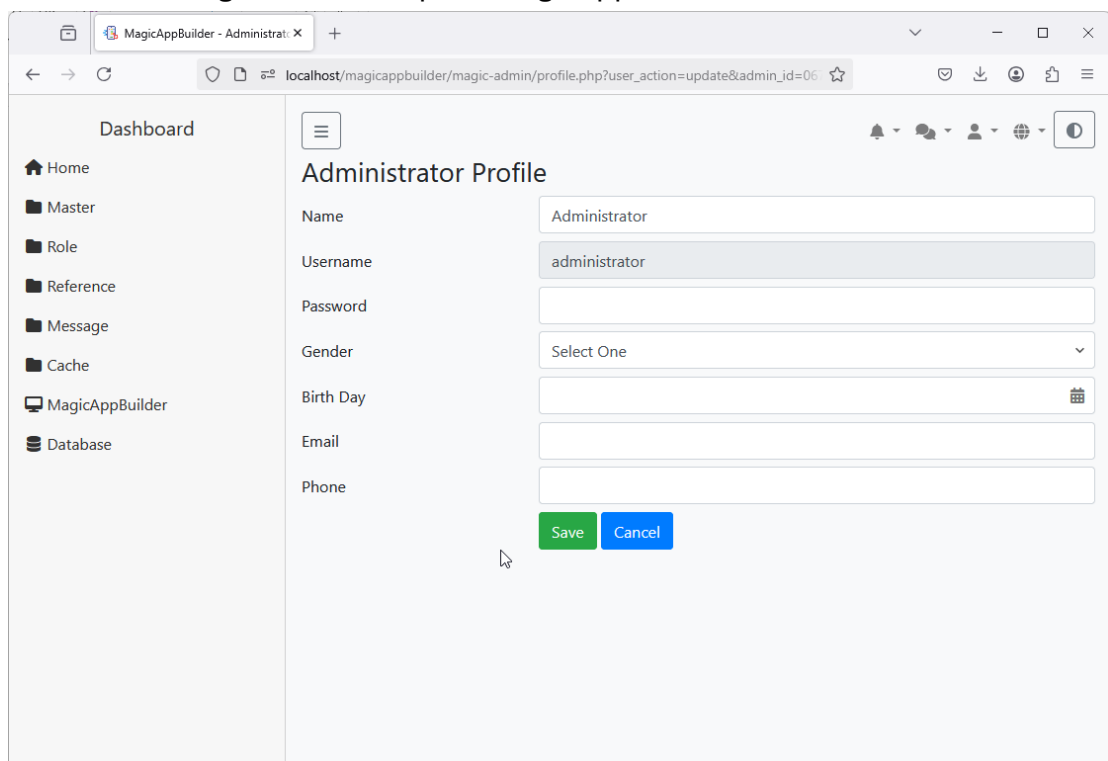 MagicAppBuilder - Administrat
localhost/magicappbuilder/magic-admin/profile.php?user_action=update&admin_id=06
Dashboard
Home
Master
Role
Reference
Message
Cache
MagicAppBuilder
Database
Administrator Profile
Name
Administrator
Username
administrator
Password
Gender
Select One
Birth Day
Email
Phone
Save Cancel